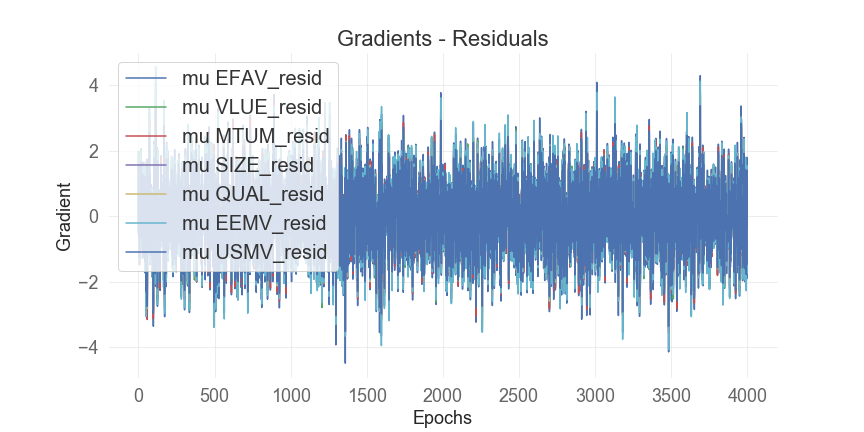 Gradients - Residuals
mu EFAV_resid
mu VLUE_resid
mu MTUM_resid
mu SIZE_resid
mu QUAL_resid
mu EEMV_resid
mu USMV_resid
Gradient
4
2
0
−2
−4
0 500 1000 1500 2000 2500 3000 3500 4000
Epochs